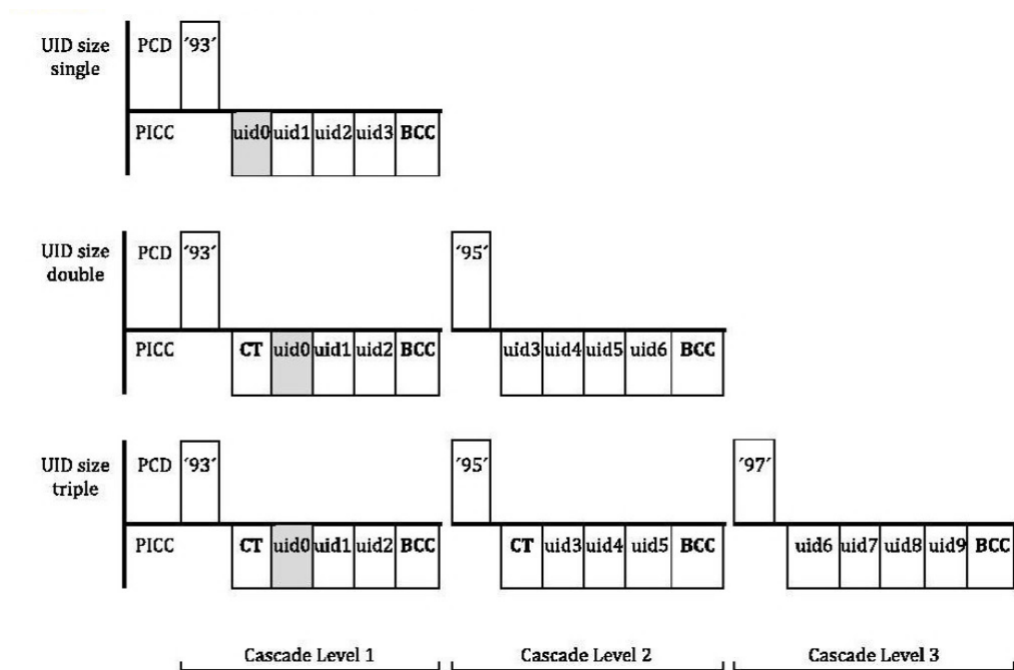 UID size single PCD ´93´
PICC uid0 uid1 uid2 uid3 BCC
UID size double PCD ´93´ ´95´
PICC CT uid0 uid1 uid2 BCC uid3 uid4 uid5 uid6 BCC
UID size triple PCD ´93´ ´95´ ´97´
PICC CT uid0 uid1 uid2 BCC CT uid3 uid4 uid5 BCC uid6 uid7 uid8 uid9 BCC
Cascade Level 1 Cascade Level 2 Cascade Level 3